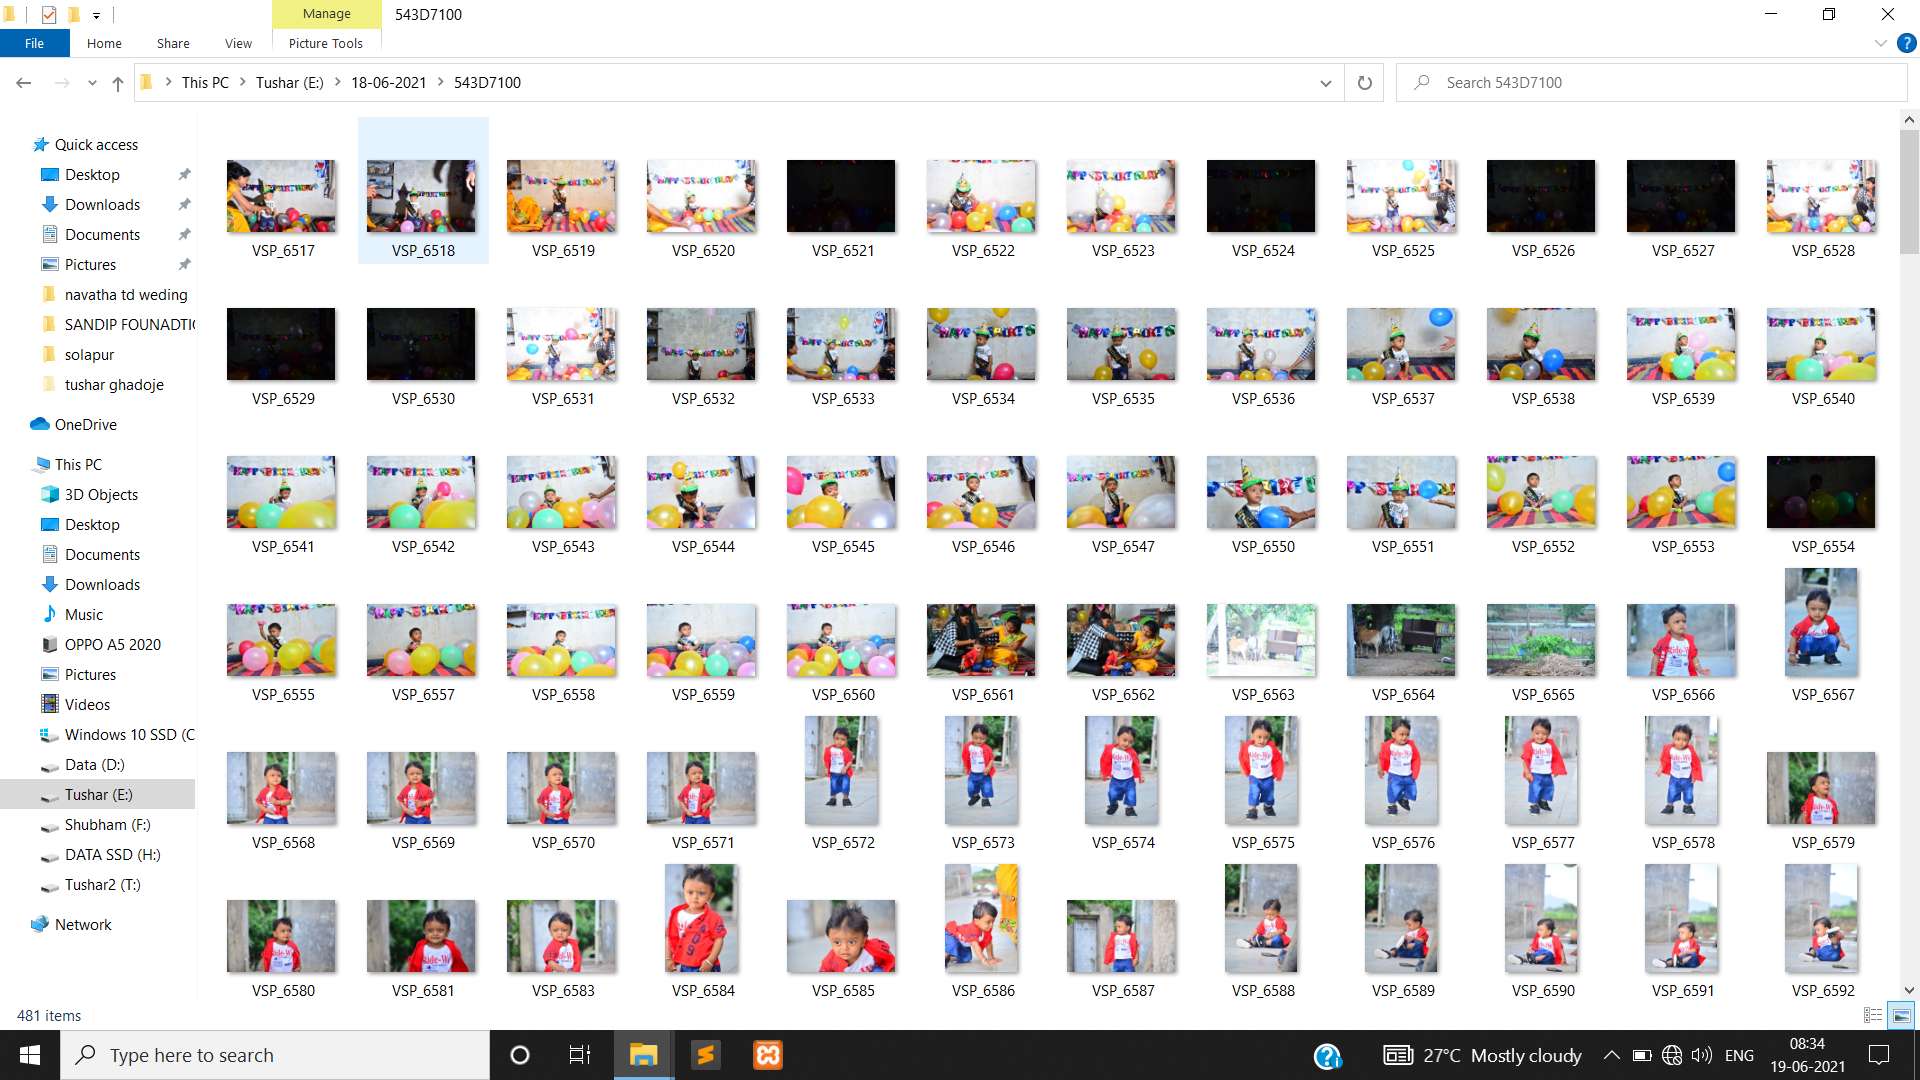 Manage
543D7100
File
Home
Share
View
Picture Tools
This PC
Tushar (E:)
18-06-2021
543D7100
Search 543D7100
Quick access
Desktop
Downloads
Documents
Pictures
navatha td weding
SANDIP FOUNADTI
solapur
tushar ghadoje
OneDrive
This PC
3D Objects
Desktop
Documents
Downloads
Music
OPPO A5 2020
Pictures
Videos
Windows 10 SSD (C
Data (D:)
Tushar (E:)
Shubham (F:)
DATA SSD (H:)
Tushar2 (T:)
Network
VSP_6517 VSP_6518 VSP_6519 VSP_6520 VSP_6521 VSP_6522 VSP_6523 VSP_6524 VSP_6525 VSP_6526 VSP_6527 VSP_6528
VSP_6529 VSP_6530 VSP_6531 VSP_6532 VSP_6533 VSP_6534 VSP_6535 VSP_6536 VSP_6537 VSP_6538 VSP_6539 VSP_6540
VSP_6541 VSP_6542 VSP_6543 VSP_6544 VSP_6545 VSP_6546 VSP_6547 VSP_6550 VSP_6551 VSP_6552 VSP_6553 VSP_6554
VSP_6555 VSP_6557 VSP_6558 VSP_6559 VSP_6560 VSP_6561 VSP_6562 VSP_6563 VSP_6564 VSP_6565 VSP_6566 VSP_6567
VSP_6568 VSP_6569 VSP_6570 VSP_6571 VSP_6572 VSP_6573 VSP_6574 VSP_6575 VSP_6576 VSP_6577 VSP_6578 VSP_6579
VSP_6580 VSP_6581 VSP_6583 VSP_6584 VSP_6585 VSP_6586 VSP_6587 VSP_6588 VSP_6589 VSP_6590 VSP_6591 VSP_6592
481 items
Type here to search
27°C Mostly cloudy
ENG
08:34
19-06-2021